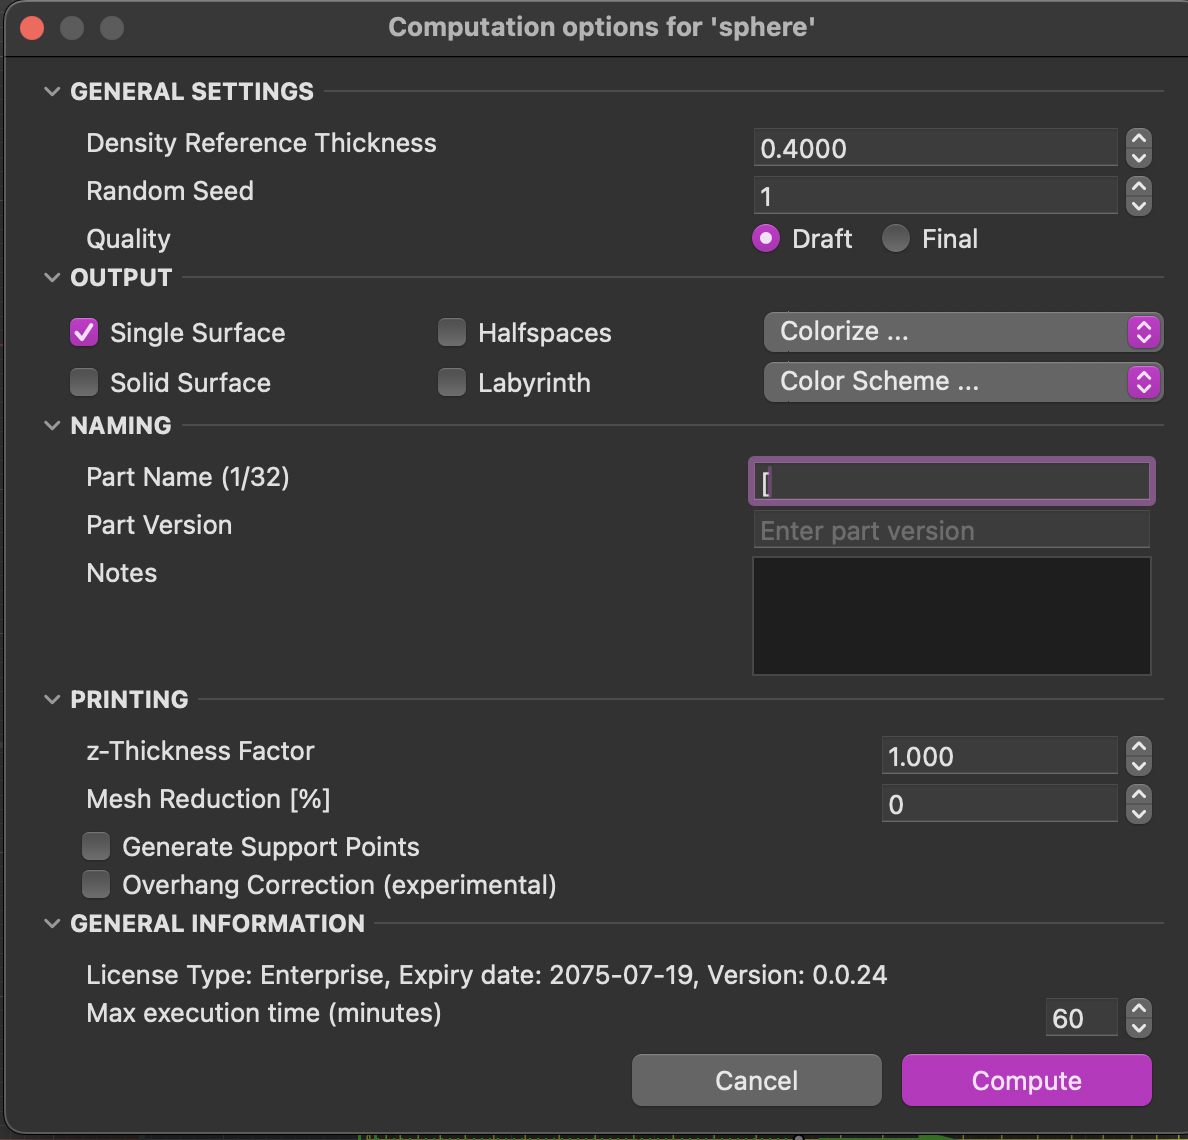 Computation options for 'sphere'
GENERAL SETTINGS
Density Reference Thickness 0.4000
Random Seed 1
Quality Draft Final
OUTPUT
Single Surface Halfspaces Colorize ...
Solid Surface Labyrinth Color Scheme ...
NAMING
Part Name (1/32) [
Part Version Enter part version
Notes
PRINTING
z-Thickness Factor 1.000
Mesh Reduction [%] 0
Generate Support Points
Overhang Correction (experimental)
GENERAL INFORMATION
License Type: Enterprise, Expiry date: 2075-07-19, Version: 0.0.24
Max execution time (minutes) 60
Cancel Compute